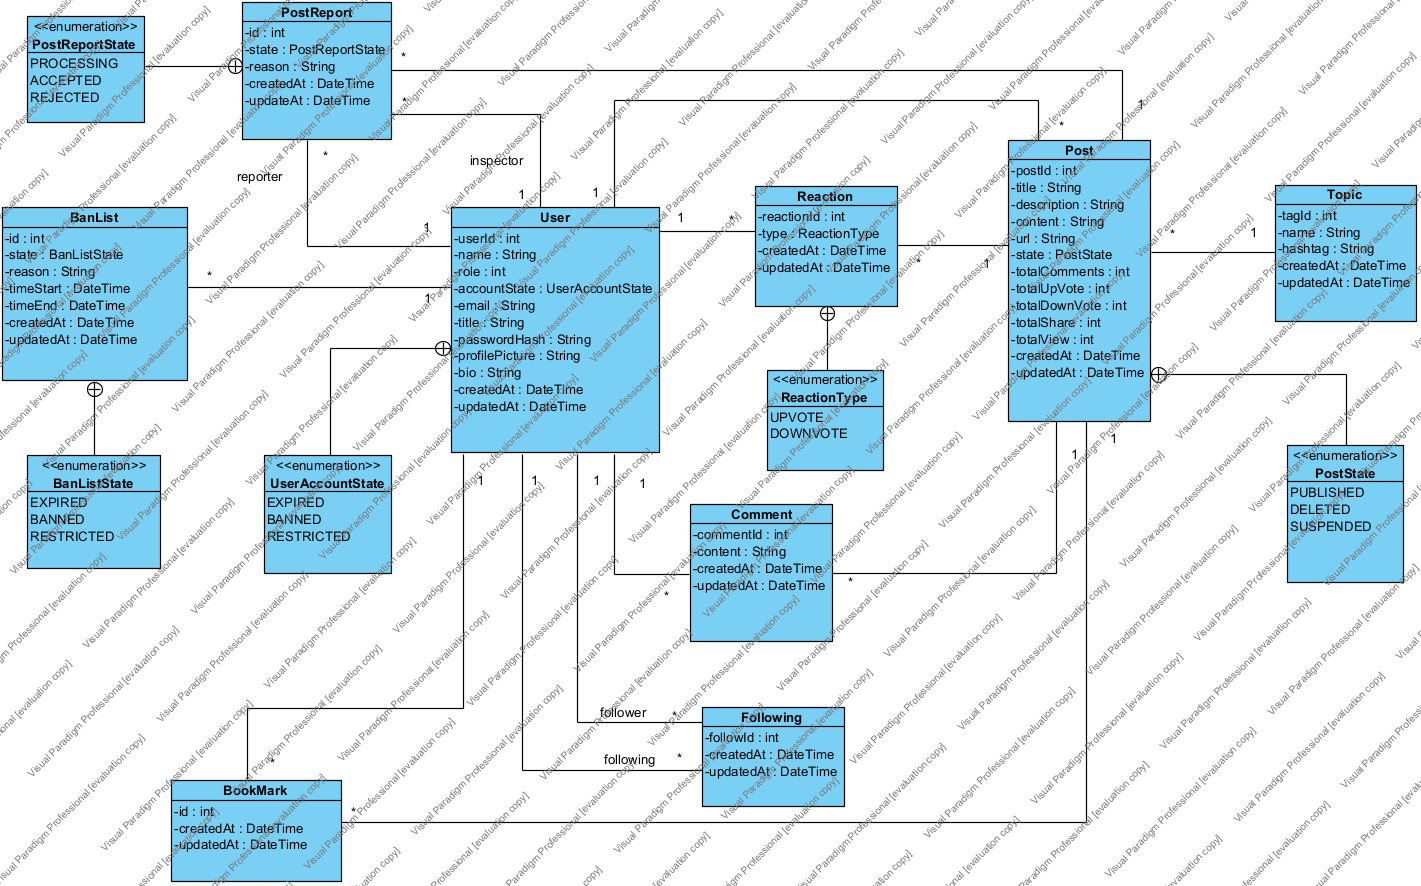 <<enumeration>>
PostReportState
PROCESSING
ACCEPTED
REJECTED
PostReport
-id : int
-state : PostReportState
-reason : String
-createdAt : DateTime
-updateAt : DateTime
*
*
*
reporter
inspector
1
1
1
*
1
BanList
-id : int
-state : BanListState
-reason : String
-timeStart : DateTime
-timeEnd : DateTime
-createdAt : DateTime
-updatedAt : DateTime
*
1
User
-userId : int
-name : String
-role : int
-accountState : UserAccountState
-email : String
-title : String
-passwordHash : String
-profilePicture : String
-bio : String
-createdAt : DateTime
-updatedAt : DateTime
1
*
Reaction
-reactionId : int
-type : ReactionType
-createdAt : DateTime
-updatedAt : DateTime
*
1
Post
-postId : int
-title : String
-description : String
-content : String
-url : String
-state : PostState
-totalComments : int
-totalUpVote : int
-totalDownVote : int
-totalShare : int
-totalView : int
-createdAt : DateTime
-updatedAt : DateTime
*
1
Topic
-tagId : int
-name : String
-hashtag : String
-createdAt : DateTime
-updatedAt : DateTime
<<enumeration>>
BanListState
EXPIRED
BANNED
RESTRICTED
<<enumeration>>
UserAccountState
EXPIRED
BANNED
RESTRICTED
<<enumeration>>
ReactionType
UPVOTE
DOWNVOTE
<<enumeration>>
PostState
PUBLISHED
DELETED
SUSPENDED
1
1
1
1
1
1
Comment
-commentId : int
-content : String
-createdAt : DateTime
-updatedAt : DateTime
*
*
follower
*
following
*
Following
-followId : int
-createdAt : DateTime
-updatedAt : DateTime
*
BookMark
-id : int
-createdAt : DateTime
-updatedAt : DateTime
*
Visual Paradigm Professional [evaluation copy]